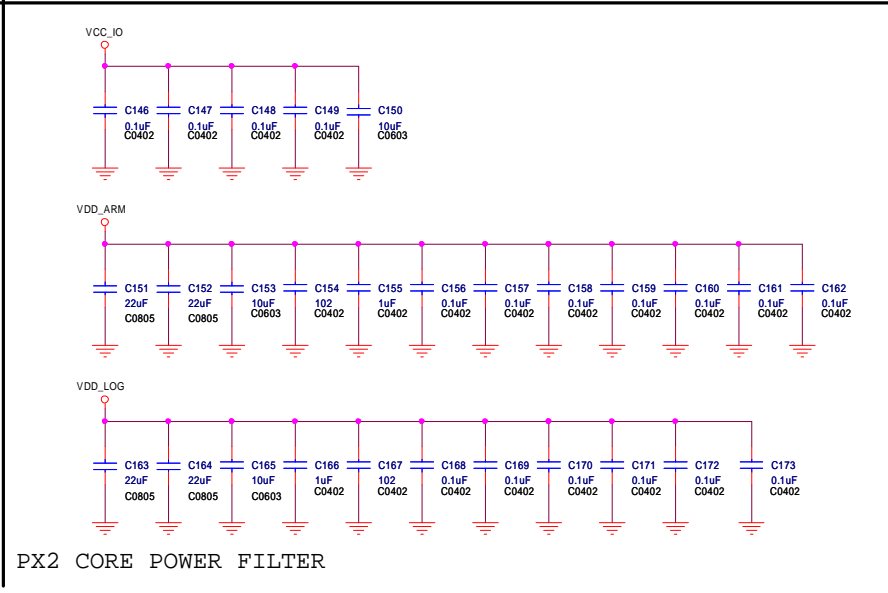 VCC_IO
C146 C147 C148 C149 C150
0.1uF 0.1uF 0.1uF 0.1uF 10uF
C0402 C0402 C0402 C0402 C0603
VDD_ARM
C151 C152 C153 C154 C155 C156 C157 C158 C159 C160 C161 C162
22uF 22uF 10uF 102 1uF 0.1uF 0.1uF 0.1uF 0.1uF 0.1uF 0.1uF 0.1uF
C0805 C0805 C0603 C0402 C0402 C0402 C0402 C0402 C0402 C0402 C0402 C0402
VDD_LOG
C163 C164 C165 C166 C167 C168 C169 C170 C171 C172 C173
22uF 22uF 10uF 1uF 102 0.1uF 0.1uF 0.1uF 0.1uF 0.1uF 0.1uF
C0805 C0805 C0603 C0402 C0402 C0402 C0402 C0402 C0402 C0402 C0402
PX2 CORE POWER FILTER